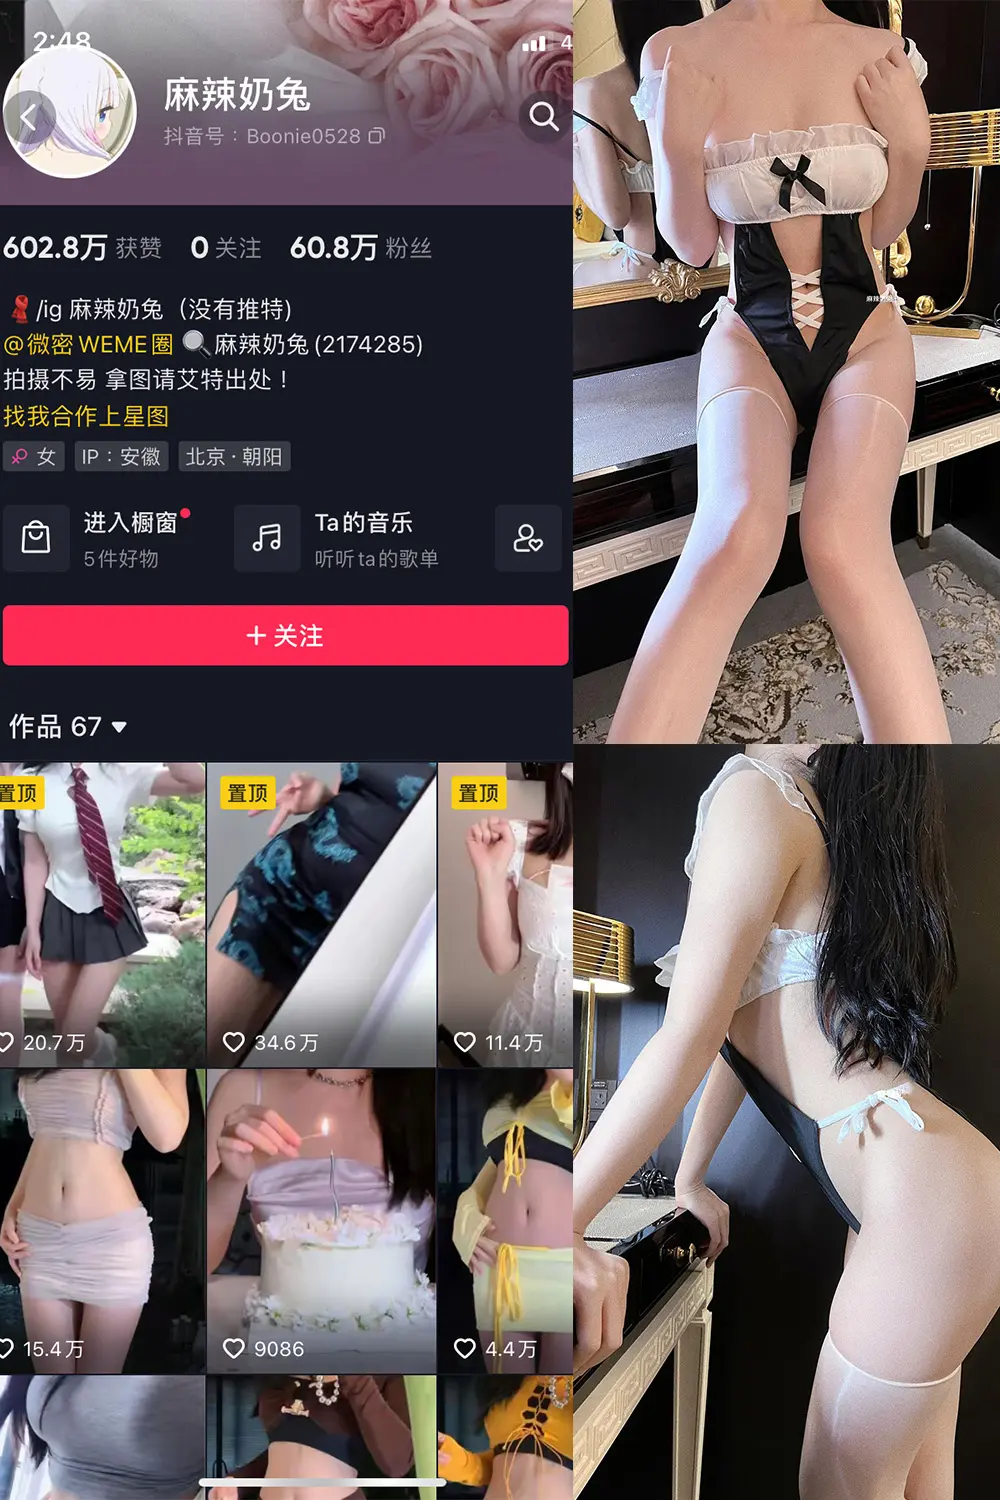 2:48
4
麻辣奶兔
抖音号：Boonie0528
602.8万 获赞 0 关注 60.8万 粉丝
/ig 麻辣奶兔（没有推特）
@微密 WEME圈 🔍麻辣奶兔(2174285)
拍摄不易 拿图请艾特出处！
找我合作上星图
女 IP：安徽 北京·朝阳
进入橱窗 Ta的音乐
5件好物 听听ta的歌单
+ 关注
作品 67
置顶 置顶 置顶
20.7万 34.6万 11.4万
15.4万 9086 4.4万